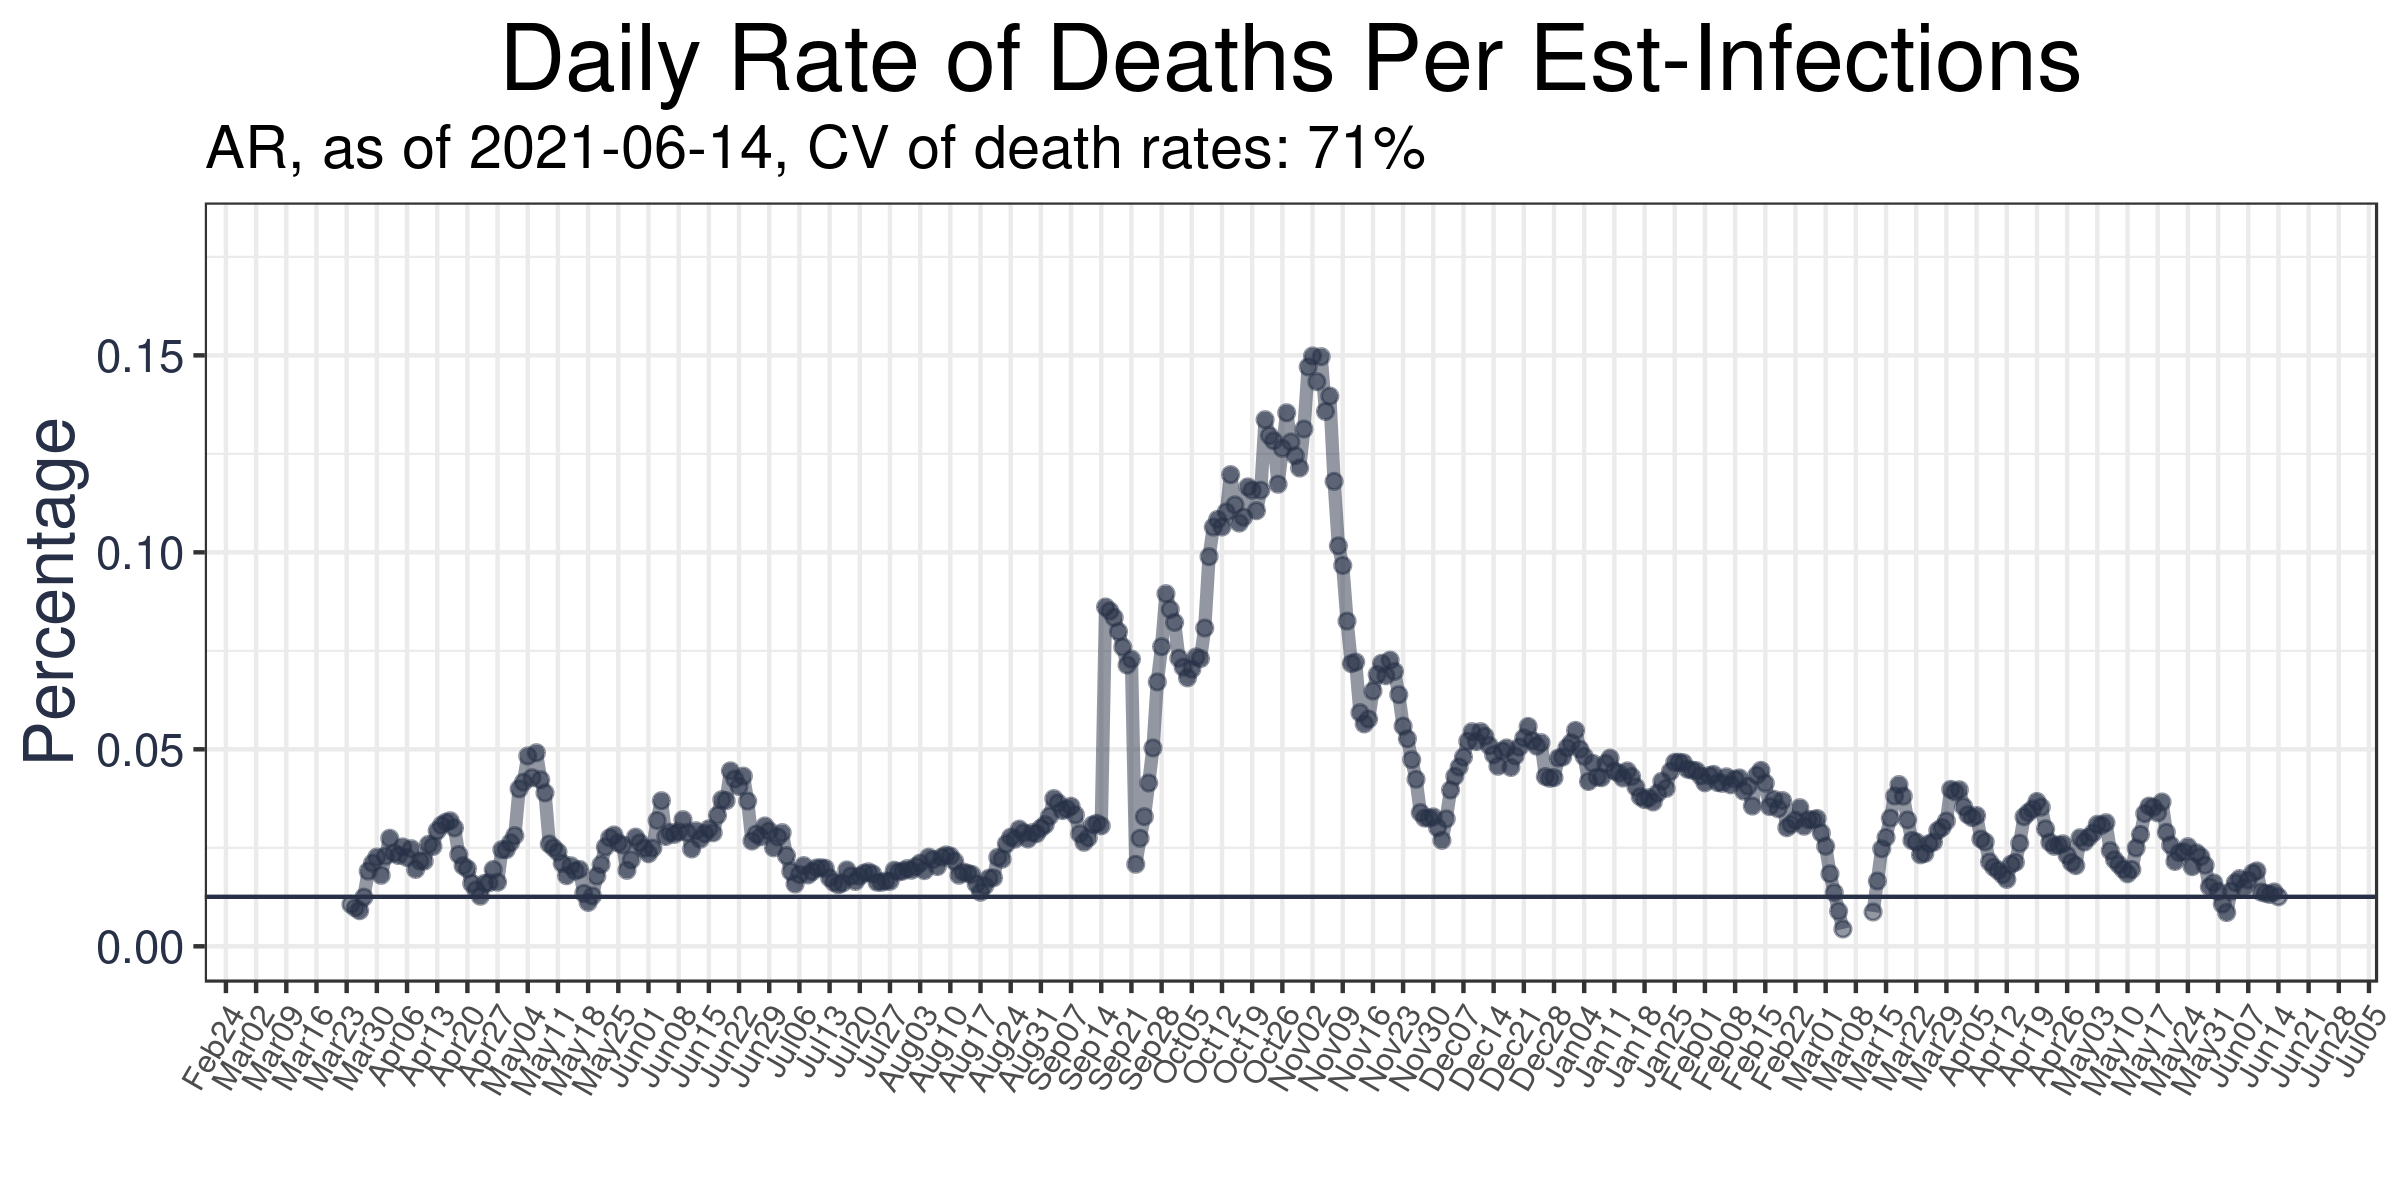 Daily Rate of Deaths Per Est-Infections
AR, as of 2021-06-14, CV of death rates: 71%
Percentage
0.15
0.10
0.05
0.00
Feb24
Mar02
Mar09
Mar16
Mar23
Mar30
Apr06
Apr13
Apr20
Apr27
May04
May11
May18
May25
Jun01
Jun08
Jun15
Jun22
Jun29
Jul06
Jul13
Jul20
Jul27
Aug03
Aug10
Aug17
Aug24
Aug31
Sep07
Sep14
Sep21
Sep28
Oct05
Oct12
Oct19
Oct26
Nov02
Nov09
Nov16
Nov23
Nov30
Dec07
Dec14
Dec21
Dec28
Jan04
Jan11
Jan18
Jan25
Feb01
Feb08
Feb15
Feb22
Mar01
Mar08
Mar15
Mar22
Mar29
Apr05
Apr12
Apr19
Apr26
May03
May10
May17
May24
May31
Jun07
Jun14
Jun21
Jun28
Jul05